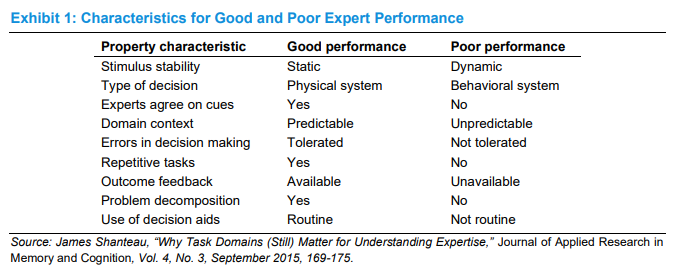 Exhibit 1: Characteristics for Good and Poor Expert Performance
Property characteristic Good performance Poor performance
Stimulus stability Static Dynamic
Type of decision Physical system Behavioral system
Experts agree on cues Yes No
Domain context Predictable Unpredictable
Errors in decision making Tolerated Not tolerated
Repetitive tasks Yes No
Outcome feedback Available Unavailable
Problem decomposition Yes No
Use of decision aids Routine Not routine
Source: James Shanteau, “Why Task Domains (Still) Matter for Understanding Expertise,” Journal of Applied Research in
Memory and Cognition, Vol. 4, No. 3, September 2015, 169-175.